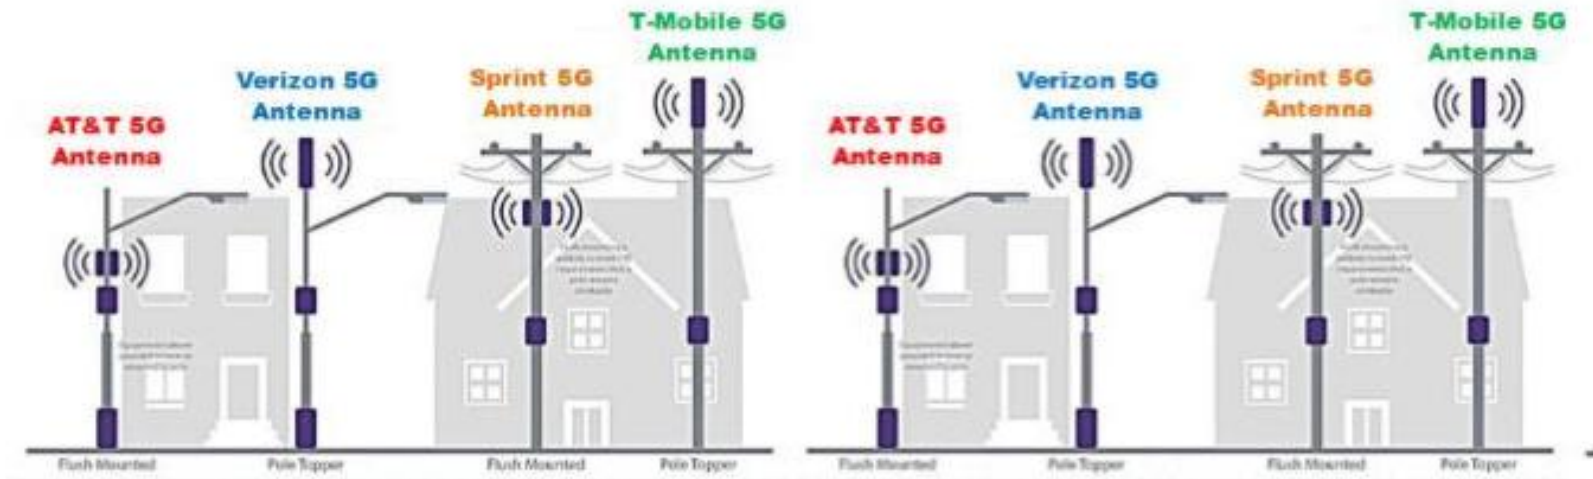 T-Mobile 5G
Antenna
Verizon 5G
Antenna
Sprint 5G
Antenna
AT&T 5G
Antenna
Flush Mounted
Pole Topper
Flush Mounted
Pole Topper
T-Mobile 5G
Antenna
Verizon 5G
Antenna
Sprint 5G
Antenna
AT&T 5G
Antenna
Flush Mounted
Pole Topper
Flush Mounted
Pole Topper